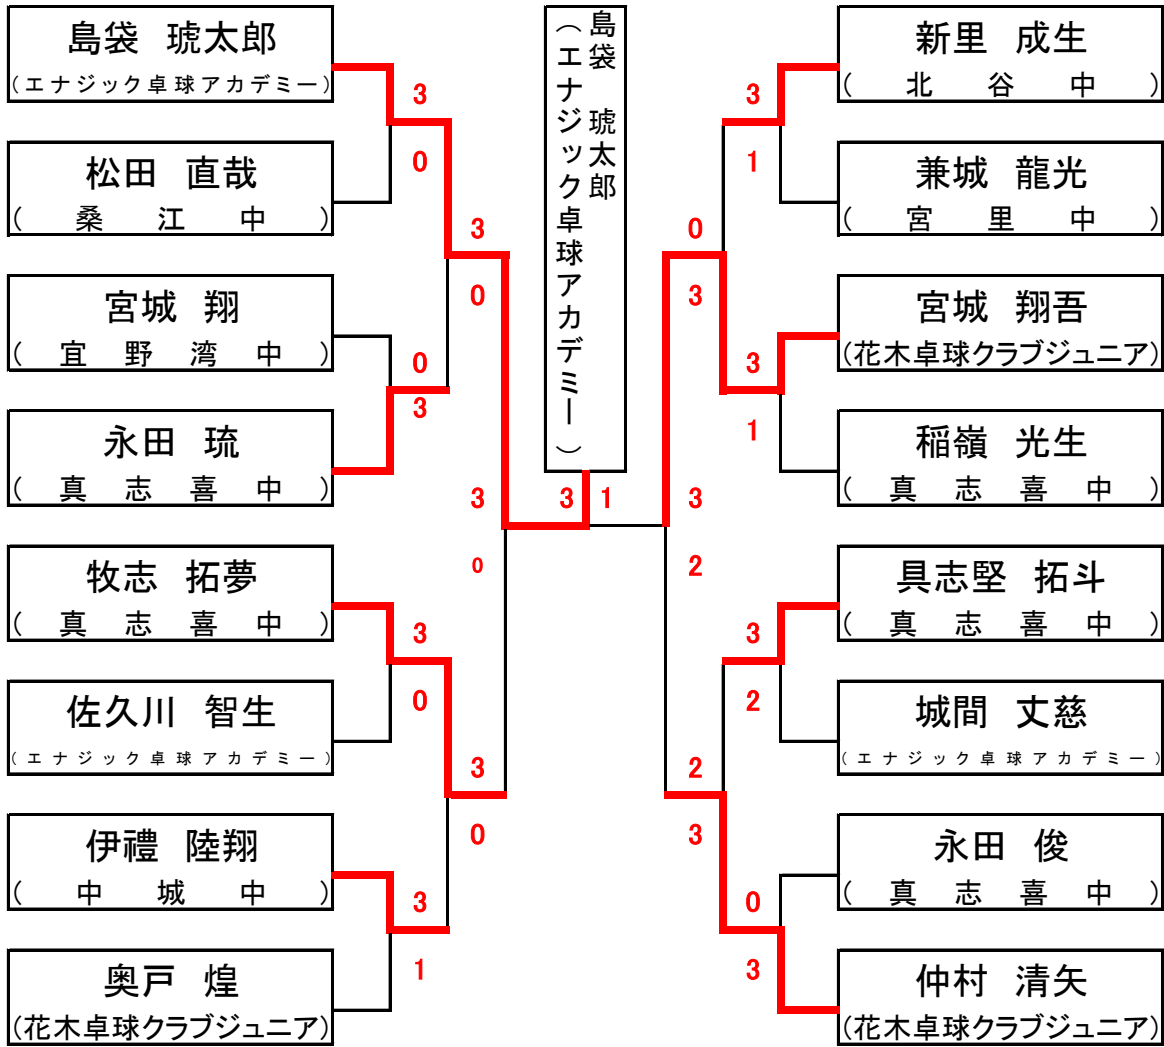 島袋 琥太郎
(エナジック卓球アカデミー)
3
0
松田 直哉
(桑江中)
3
0
宮城 翔
(宜野湾中)
0
3
永田 琉
(真志喜中)
3
0
牧志 拓夢
(真志喜中)
3
0
佐久川 智生
(エナジック卓球アカデミー)
3
0
伊禮 陸翔
(中城中)
3
1
奥戸 煌
(花木卓球クラブジュニア)
島袋 琥太郎
(エナジック卓球アカデミー)
3 1
新里 成生
(北谷中)
3
1
兼城 龍光
(宮里中)
0
3
宮城 翔吾
(花木卓球クラブジュニア)
3
1
稲嶺 光生
(真志喜中)
3
2
具志堅 拓斗
(真志喜中)
3
2
城間 丈慈
(エナジック卓球アカデミー)
2
3
永田 俊
(真志喜中)
0
3
仲村 清矢
(花木卓球クラブジュニア)